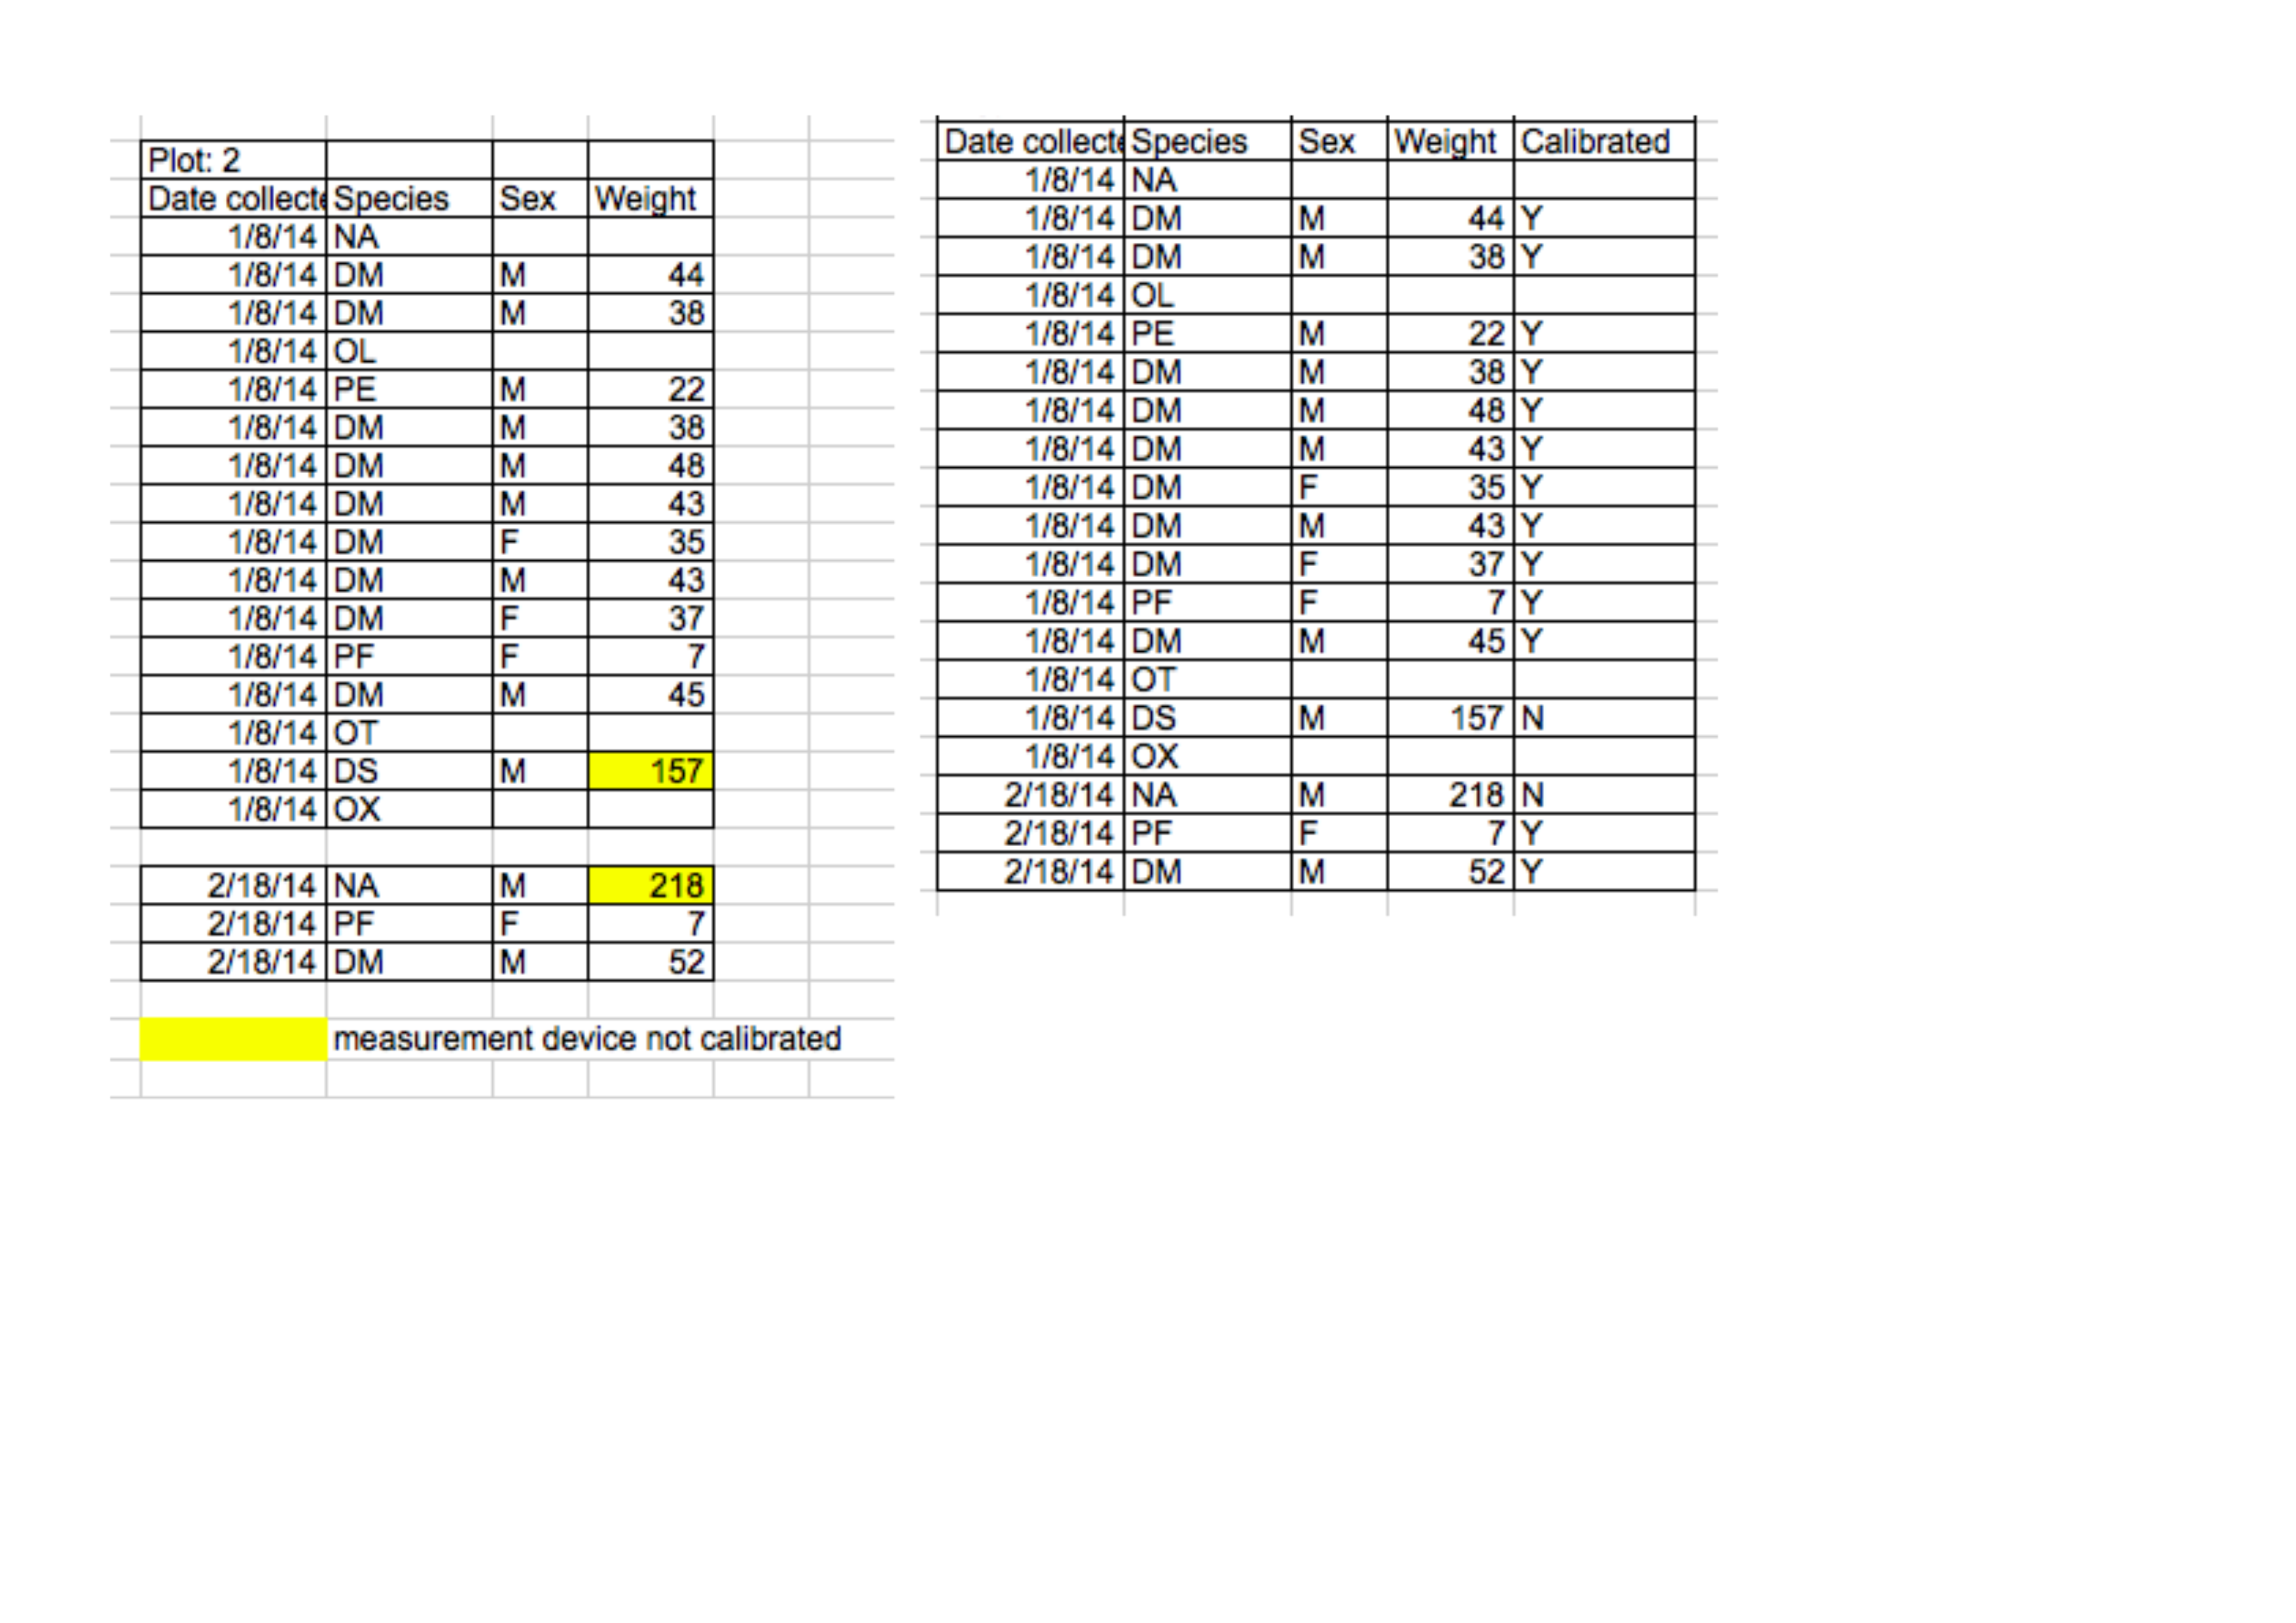 Plot: 2
Date collecte Species Sex Weight
1/8/14 NA
1/8/14 DM M 44
1/8/14 DM M 38
1/8/14 OL
1/8/14 PE M 22
1/8/14 DM M 38
1/8/14 DM M 48
1/8/14 DM M 43
1/8/14 DM F 35
1/8/14 DM M 43
1/8/14 DM F 37
1/8/14 PF F 7
1/8/14 DM M 45
1/8/14 OT
1/8/14 DS M 157
1/8/14 OX
2/18/14 NA M 218
2/18/14 PF F 7
2/18/14 DM M 52
measurement device not calibrated
Date collecte Species Sex Weight Calibrated
1/8/14 NA
1/8/14 DM M 44 Y
1/8/14 DM M 38 Y
1/8/14 OL
1/8/14 PE M 22 Y
1/8/14 DM M 38 Y
1/8/14 DM M 48 Y
1/8/14 DM M 43 Y
1/8/14 DM F 35 Y
1/8/14 DM M 43 Y
1/8/14 DM F 37 Y
1/8/14 PF F 7 Y
1/8/14 DM M 45 Y
1/8/14 OT
1/8/14 DS M 157 N
1/8/14 OX
2/18/14 NA M 218 N
2/18/14 PF F 7 Y
2/18/14 DM M 52 Y